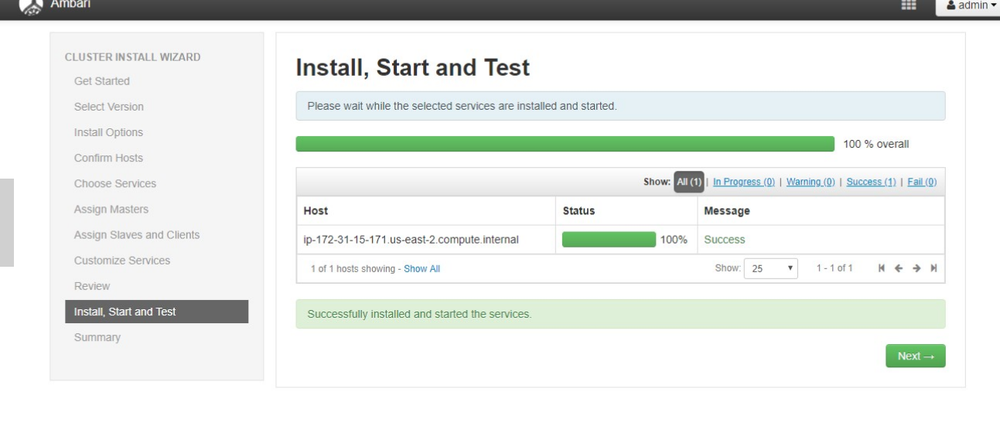 Ambari
admin
CLUSTER INSTALL WIZARD
Get Started
Select Version
Install Options
Confirm Hosts
Choose Services
Assign Masters
Assign Slaves and Clients
Customize Services
Review
Install, Start and Test
Summary
Install, Start and Test
Please wait while the selected services are installed and started.
100 % overall
Show: All (1) | In Progress (0) | Warning (0) | Success (1) | Fail (0)
Host Status Message
ip-172-31-15-171.us-east-2.compute.internal 100% Success
1 of 1 hosts showing - Show All Show: 25 1 - 1 of 1
Successfully installed and started the services.
Next →